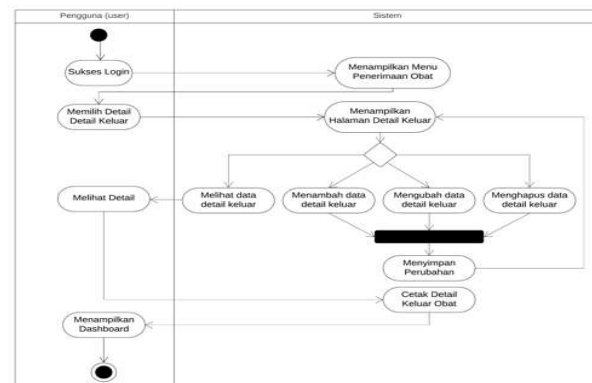 Pengguna (user)
Sistem
Sukses Login
Menampilkan Menu
Penerimaan Obat
Memilih Detail
Detail Keluar
Menampilkan
Halaman Detail Keluar
Melihat Detail
Melihat data
detail keluar
Menambah data
detail keluar
Mengubah data
detail keluar
Menghapus data
detail keluar
Menyimpan
Perubahan
Cetak Detail
Keluar Obat
Menampilkan
Dashboard